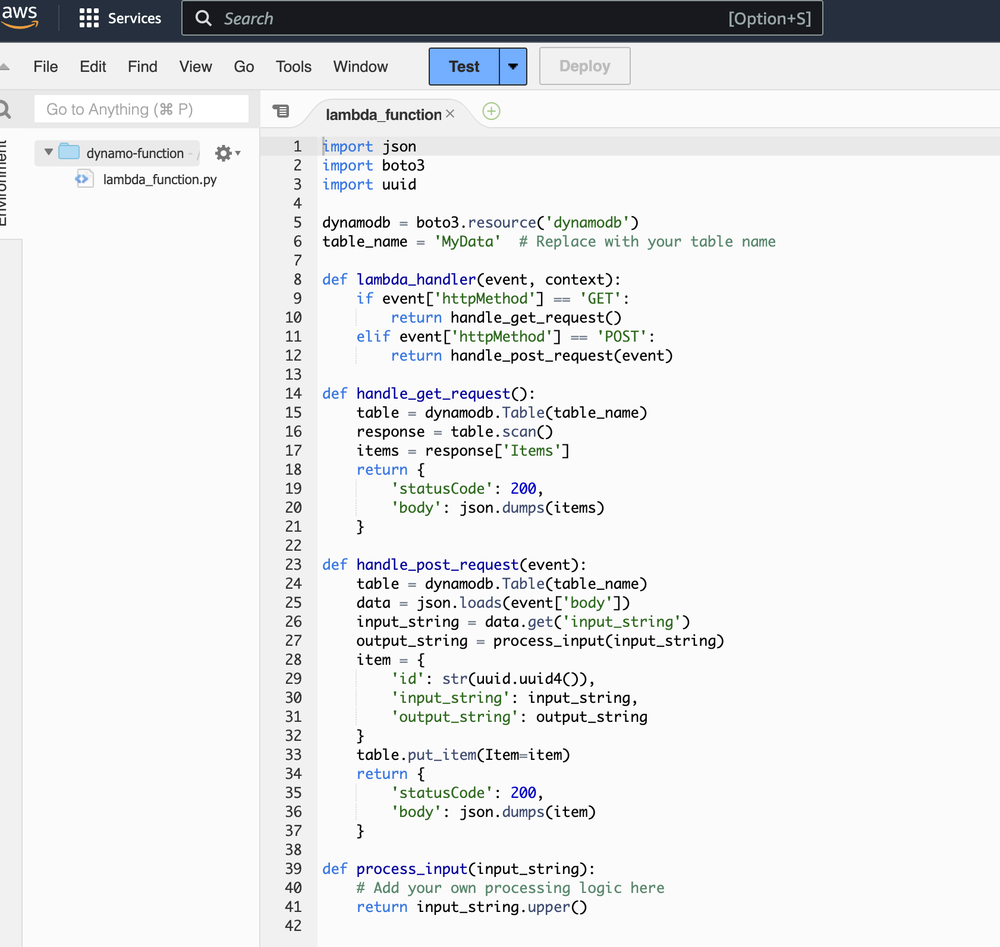 aws
Services
Search
[Option+S]
File Edit Find View Go Tools Window
Test
Deploy
Go to Anything (⌘ P)
lambda_function ×
Environment
dynamo-function - /
lambda_function.py
1 import json
2 import boto3
3 import uuid
4
5 dynamodb = boto3.resource('dynamodb')
6 table_name = 'MyData'  # Replace with your table name
7
8 def lambda_handler(event, context):
9     if event['httpMethod'] == 'GET':
10         return handle_get_request()
11     elif event['httpMethod'] == 'POST':
12         return handle_post_request(event)
13
14 def handle_get_request():
15     table = dynamodb.Table(table_name)
16     response = table.scan()
17     items = response['Items']
18     return {
19         'statusCode': 200,
20         'body': json.dumps(items)
21     }
22
23 def handle_post_request(event):
24     table = dynamodb.Table(table_name)
25     data = json.loads(event['body'])
26     input_string = data.get('input_string')
27     output_string = process_input(input_string)
28     item = {
29         'id': str(uuid.uuid4()),
30         'input_string': input_string,
31         'output_string': output_string
32     }
33     table.put_item(Item=item)
34     return {
35         'statusCode': 200,
36         'body': json.dumps(item)
37     }
38
39 def process_input(input_string):
40     # Add your own processing logic here
41     return input_string.upper()
42